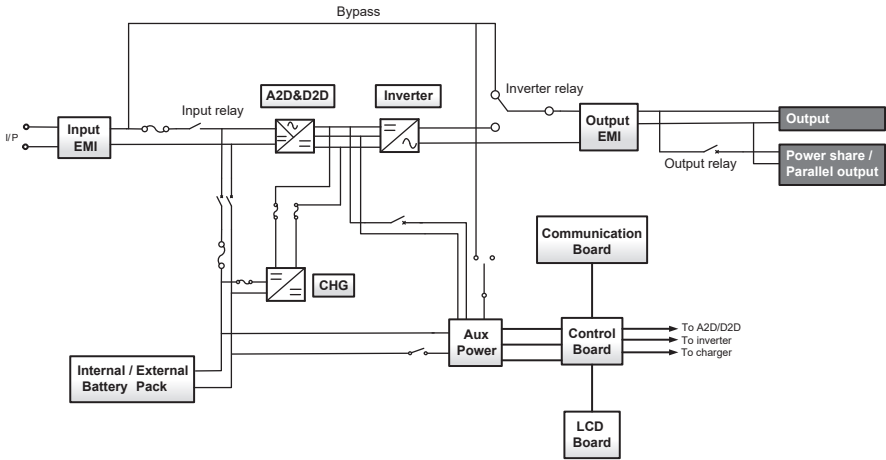 Bypass
A2D&D2D
Inverter
Inverter relay
Input relay
I/P
Input
EMI
Output
EMI
Output
Power share /
Parallel output
Output relay
Communication
Board
CHG
Aux
Power
Control
Board
To A2D/D2D
To inverter
To charger
Internal / External
Battery Pack
LCD
Board